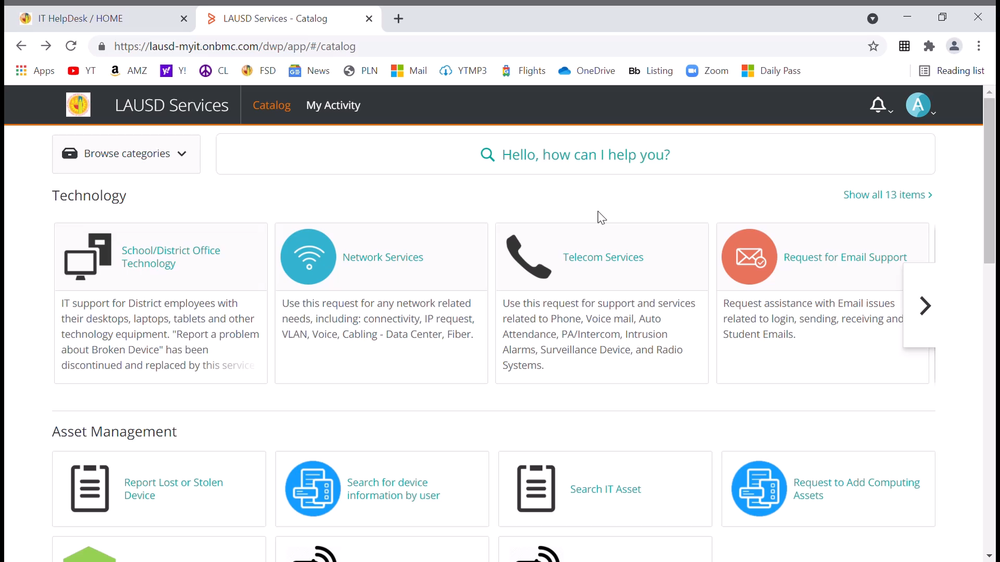 IT HelpDesk / HOME
LAUSD Services - Catalog
https://lausd-myit.onbmc.com/dwp/app/#/catalog
Apps
YT
a AMZ
y! Y!
CL
FSD
GE News
PLN
Mail
YTMP3
Flights
OneDrive
Bb Listing
Zoom
Daily Pass
Reading list
LAUSD Services
Catalog
My Activity
A
Browse categories
Hello, how can I help you?
Technology
Show all 13 items >
School/District Office
Technology
IT support for District employees with
their desktops, laptops, tablets and other
technology equipment. "Report a problem
about Broken Device" has been
discontinued and replaced by this service
Network Services
Use this request for any network related
needs, including: connectivity, IP request,
VLAN, Voice, Cabling - Data Center, Fiber.
Telecom Services
Use this request for support and services
related to Phone, Voice mail, Auto
Attendance, PA/Intercom, Intrusion
Alarms, Surveillance Device, and Radio
Systems.
Request for Email Support
Request assistance with Email issues
related to login, sending, receiving and
Student Emails.
Asset Management
Report Lost or Stolen
Device
Search for device
information by user
Search IT Asset
Request to Add Computing
Assets